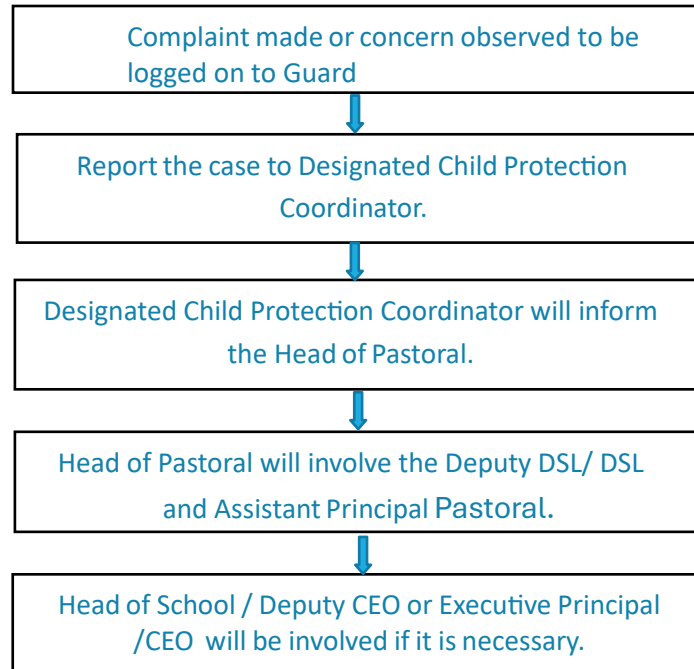 Complaint made or concern observed to be
logged on to Guard
Report the case to Designated Child Protection
Coordinator.
Designated Child Protection Coordinator will inform
the Head of Pastoral.
Head of Pastoral will involve the Deputy DSL/ DSL
and Assistant Principal Pastoral.
Head of School / Deputy CEO or Executive Principal
/CEO will be involved if it is necessary.